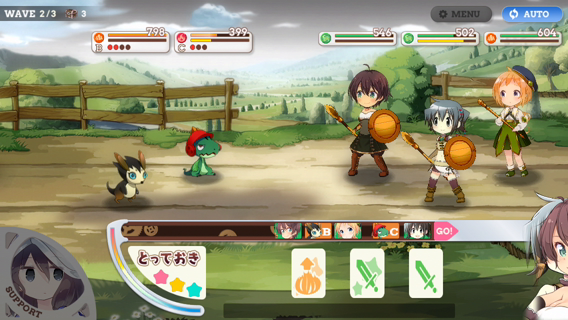 WAVE 2/3 3
MENU
AUTO
B 798
C 399
546
502
604
B C GO!
とっておき
SUPPORT